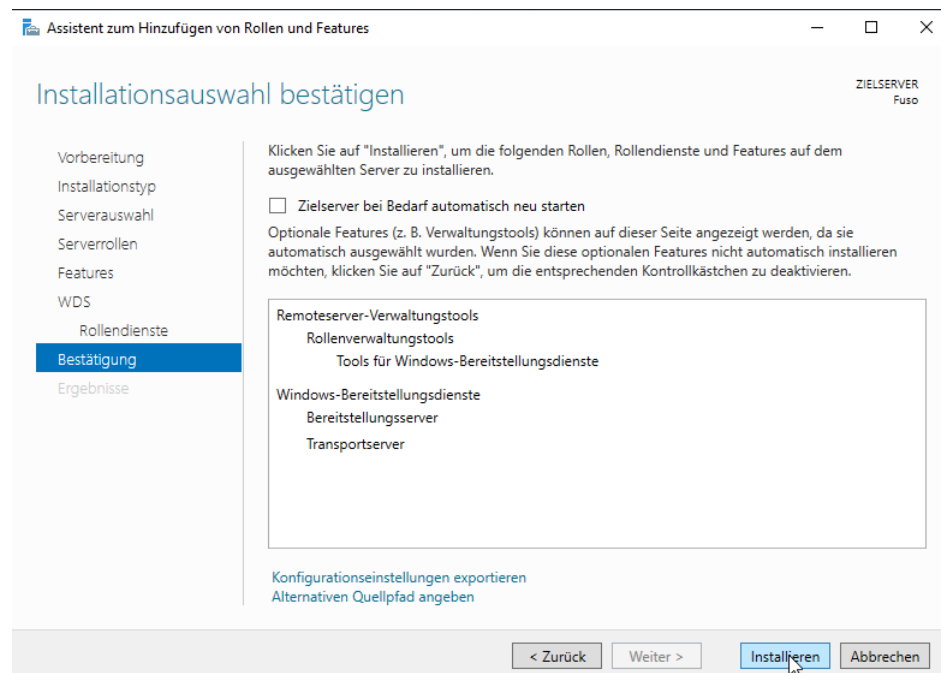 Assistent zum Hinzufügen von Rollen und Features
Installationsauswahl bestätigen
ZIELSERVER
Fuso
Vorbereitung
Installationstyp
Serverauswahl
Serverrollen
Features
WDS
Rollendienste
Bestätigung
Ergebnisse
Klicken Sie auf "Installieren", um die folgenden Rollen, Rollendienste und Features auf dem
ausgewählten Server zu installieren.
Zielserver bei Bedarf automatisch neu starten
Optionale Features (z. B. Verwaltungstools) können auf dieser Seite angezeigt werden, da sie
automatisch ausgewählt wurden. Wenn Sie diese optionalen Features nicht automatisch installieren
möchten, klicken Sie auf "Zurück", um die entsprechenden Kontrollkästchen zu deaktivieren.
Remoteserver-Verwaltungstools
Rollenverwaltungstools
Tools für Windows-Bereitstellungsdienste
Windows-Bereitstellungsdienste
Bereitstellungsserver
Transportserver
Konfigurationseinstellungen exportieren
Alternativen Quellpfad angeben
< Zurück
Weiter >
Installieren
Abbrechen